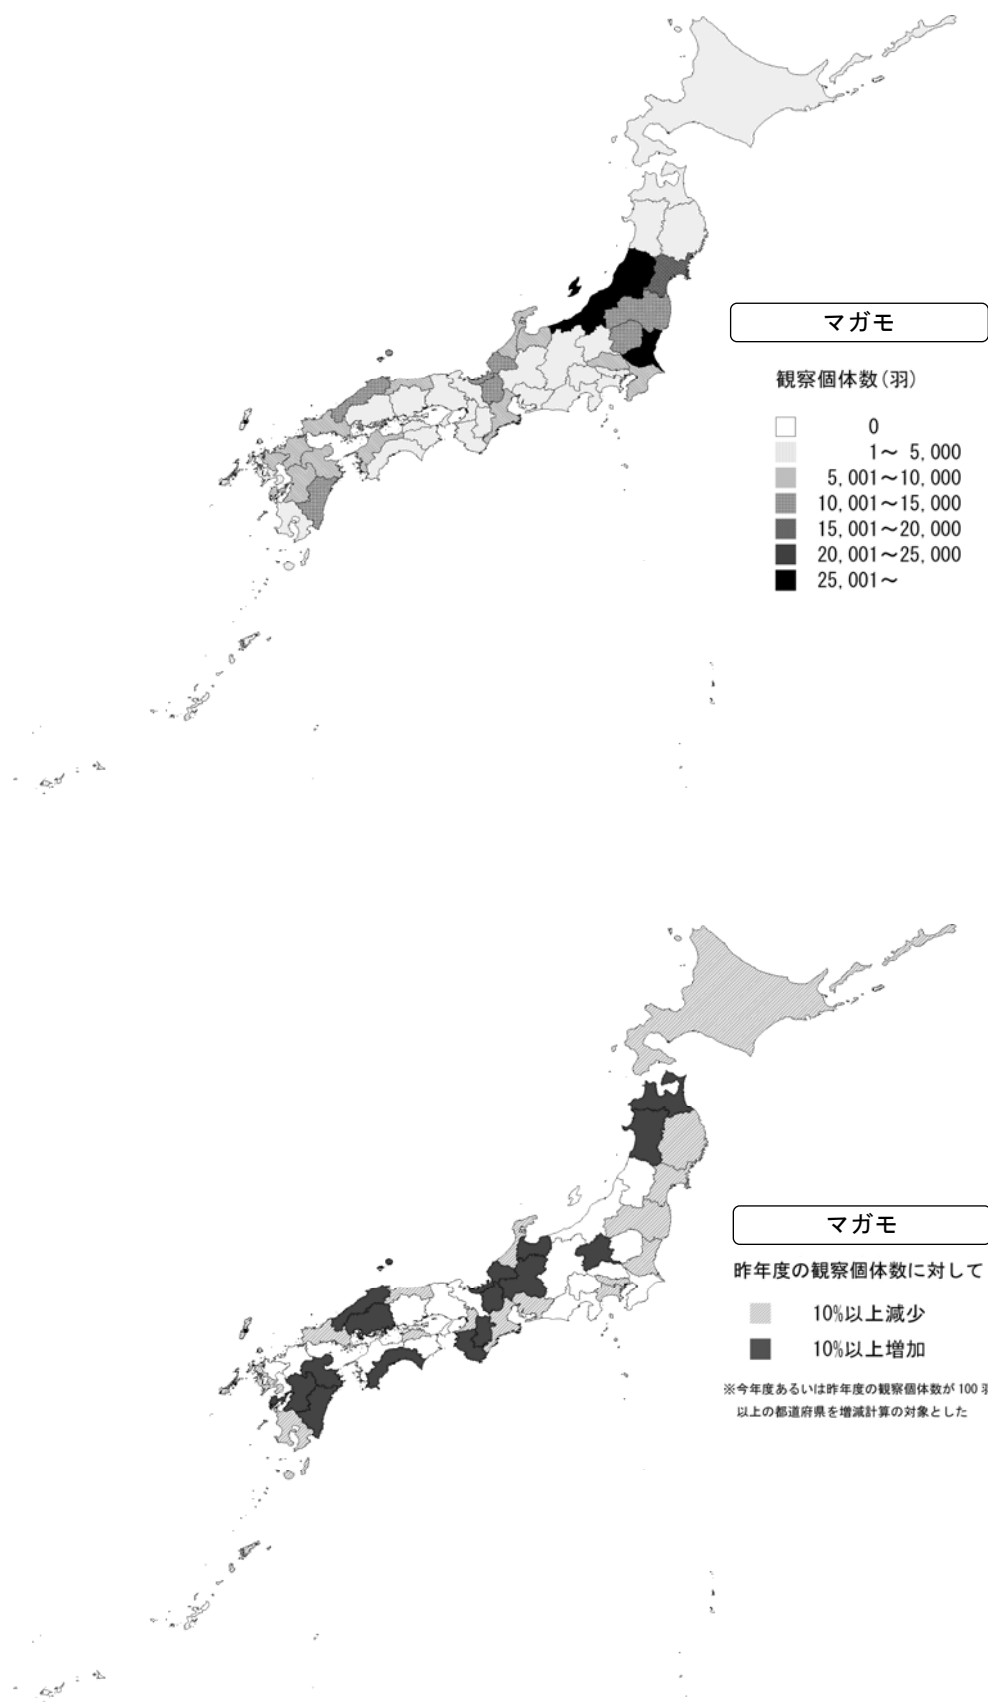 マガモ
観察個体数(羽)
0
1～ 5,000
5,001～10,000
10,001～15,000
15,001～20,000
20,001～25,000
25,001～
マガモ
昨年度の観察個体数に対して
10%以上減少
10%以上増加
※今年度あるいは昨年度の観察個体数が100羽
以上の都道府県を増減計算の対象とした